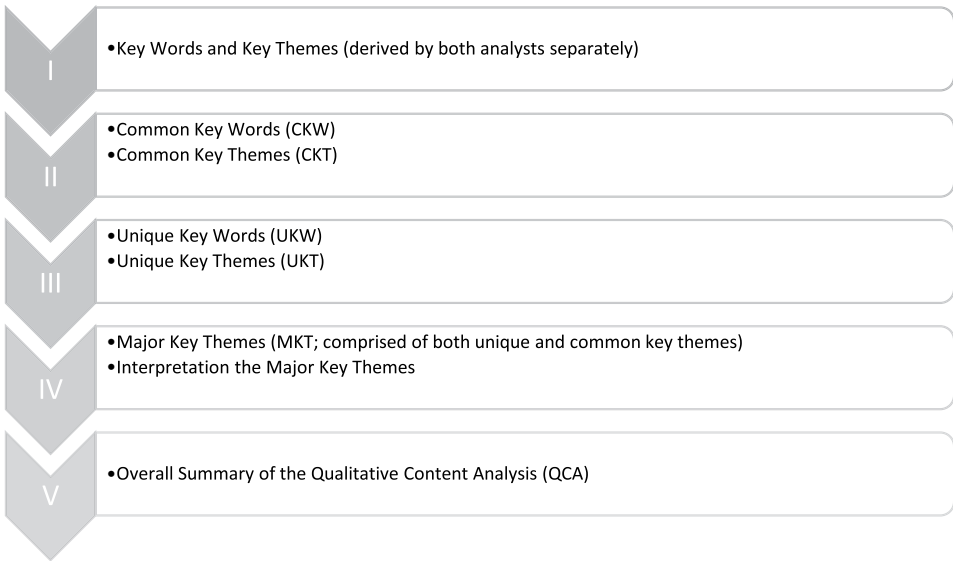 I
•Key Words and Key Themes (derived by both analysts separately)
II
•Common Key Words (CKW)
•Common Key Themes (CKT)
III
•Unique Key Words (UKW)
•Unique Key Themes (UKT)
IV
•Major Key Themes (MKT; comprised of both unique and common key themes)
•Interpretation the Major Key Themes
V
•Overall Summary of the Qualitative Content Analysis (QCA)